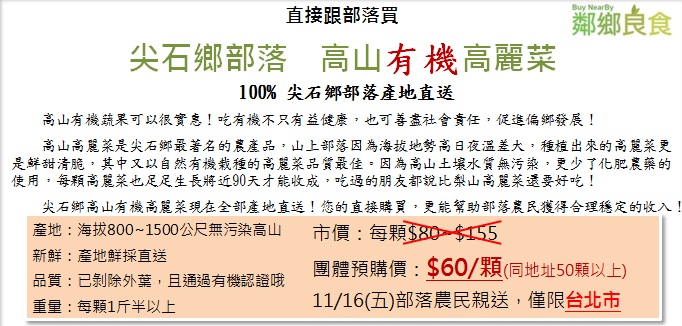 直接跟部落買
Buy NearBy
鄰鄉良食
尖石鄉部落　高山有機高麗菜
100% 尖石鄉部落產地直送
高山有機蔬果可以很實惠！吃有機不只有益健康，也可善盡社會責任，促進偏鄉發展！
高山高麗菜是尖石鄉最著名的農產品，山上部落因為海拔地勢高日夜溫差大，種植出來的高麗菜更
是鮮甜清脆，其中又以自然有機栽種的高麗菜品質最佳。因為高山土壤水質無污染，更少了化肥農藥的
使用，每顆高麗菜也足足生長將近90天才能收成，吃過的朋友都說比梨山高麗菜還要好吃！
尖石鄉高山有機高麗菜現在全部產地直送！您的直接購買，更能幫助部落農民獲得合理穩定的收入！
產地：海拔800~1500公尺無污染高山
新鮮：產地鮮採直送
品質：已剝除外葉，且通過有機認證哦
重量：每顆1斤半以上
市價：每顆$80~$155
團體預購價：$60/顆(同地址50顆以上)
11/16(五)部落農民親送，僅限台北市